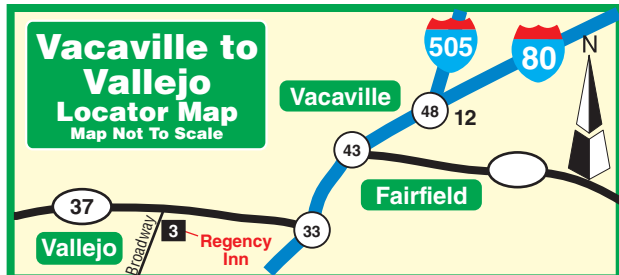 Vacaville to
Vallejo
Locator Map
Map Not To Scale
505
80
N
Vacaville
48
12
43
Fairfield
37
33
Vallejo
Broadway
3
Regency
Inn